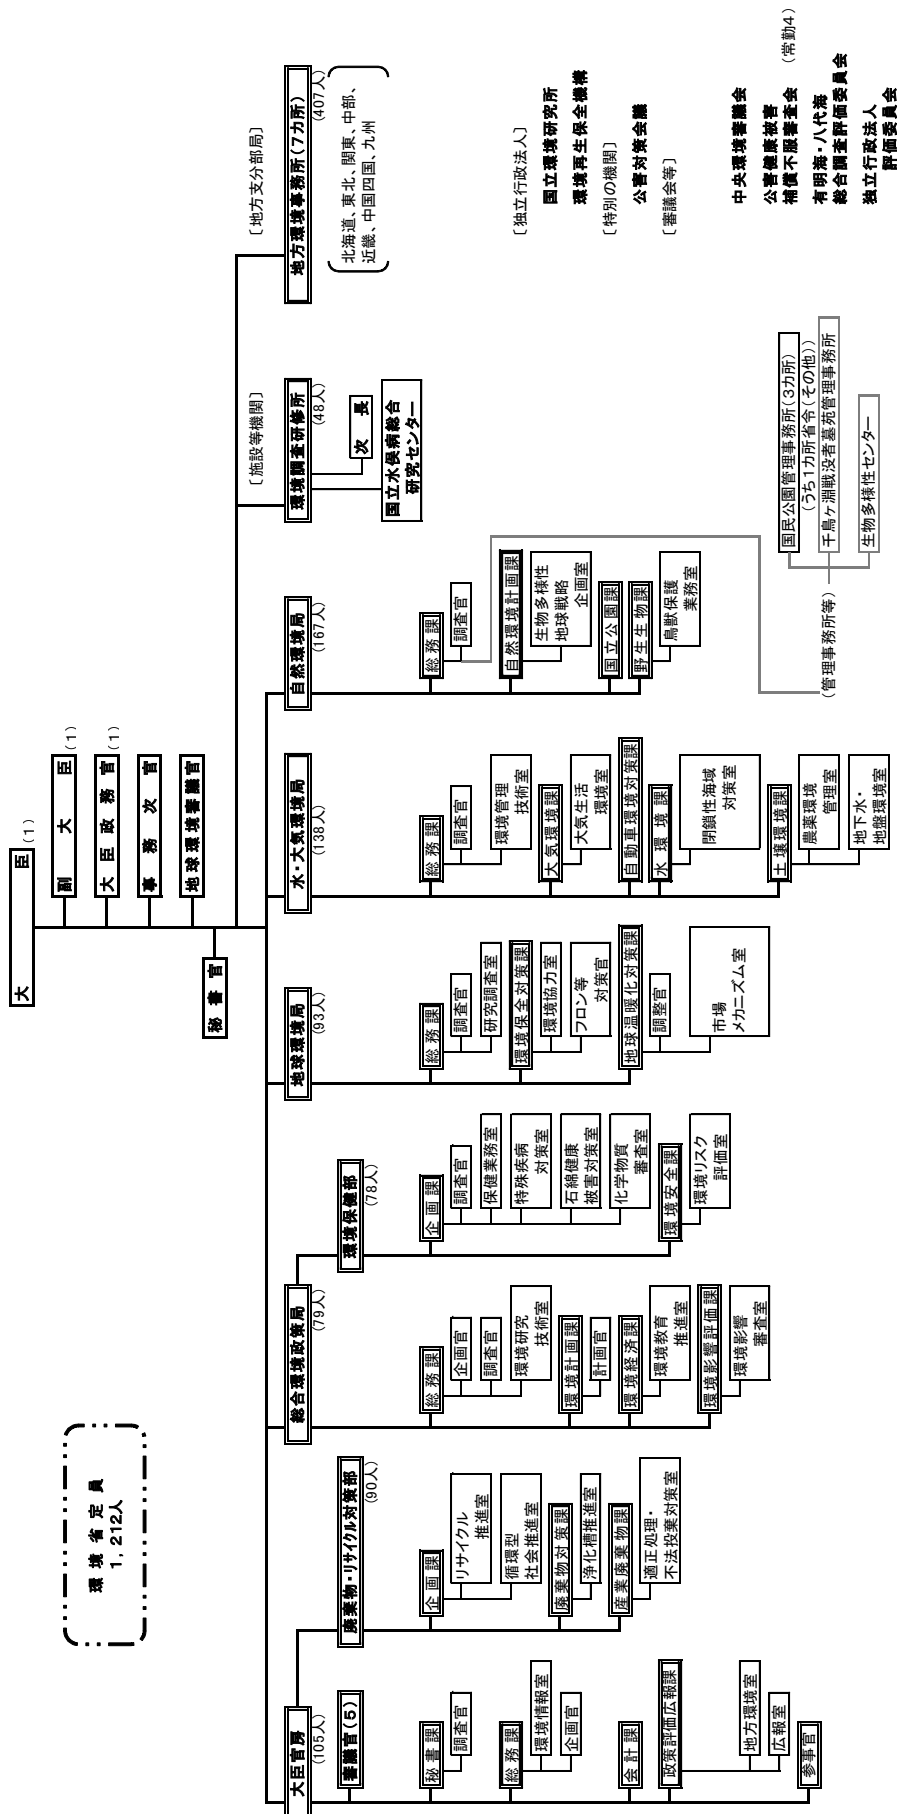 環境省定員
1,212人
大臣
(1)
副大臣
(1)
大臣政務官
(1)
事務次官
地球環境審議官
秘書官
大臣官房
(105人)
審議官(5)
秘書課
調査官
総務課
環境情報室
企画官
会計課
政策評価広報課
地方環境室
広報室
参事官
廃棄物・リサイクル対策部
(90人)
企画課
リサイクル
推進室
循環型
社会推進室
廃棄物対策課
浄化槽推進室
産業廃棄物課
適正処理・
不法投棄対策室
総合環境政策局
(79人)
総務課
企画官
調査官
環境研究
技術室
環境計画課
計画官
環境経済課
環境教育
推進室
環境影響評価課
環境影響
審査室
環境保健部
(78人)
企画課
調査官
保健業務室
特殊疾病
対策室
石綿健康
被害対策室
化学物質
審査室
環境安全課
環境リスク
評価室
地球環境局
(93人)
総務課
調査官
研究調査室
環境保全対策課
環境協力室
フロン等
対策官
地球温暖化対策課
調整官
市場
メカニズム室
水・大気環境局
(138人)
総務課
調査官
環境管理
技術室
大気環境課
大気生活
環境室
自動車環境対策課
水環境課
閉鎖性海域
対策室
土壌環境課
農薬環境
管理室
地下水・
地盤環境室
自然環境局
(167人)
総務課
調査官
自然環境計画課
生物多様性
地球戦略
企画室
国立公園課
野生生物課
鳥獣保護
業務室
(管理事務所等)
国民公園管理事務所(3カ所)
(うち1カ所省令(その他))
千鳥ヶ淵戦没者墓苑管理事務所
生物多様性センター
〔施設等機関〕
環境調査研修所
(48人)
次長
国立水俣病総合
研究センター
〔地方支分部局〕
地方環境事務所(7カ所)
(407人)
北海道、東北、関東、中部、
近畿、中国四国、九州
〔独立行政法人〕
国立環境研究所
環境再生保全機構
〔特別の機関〕
公害対策会議
〔審議会等〕
中央環境審議会
公害健康被害
補償不服審査会
(常勤4)
有明海・八代海
総合調査評価委員会
独立行政法人
評価委員会